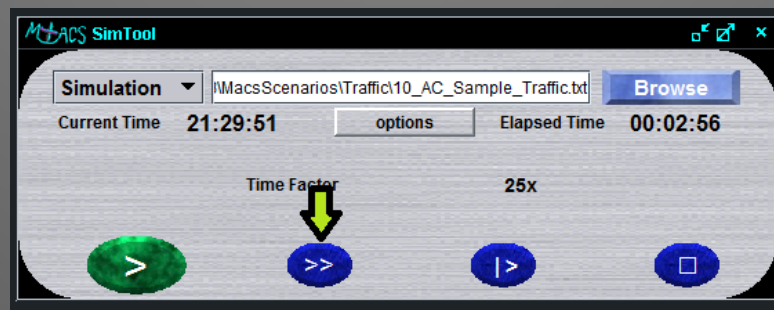 MACS SimTool
Simulation \MacsScenarios\Traffic\10_AC_Sample_Traffic.txt Browse
Current Time 21:29:51 options Elapsed Time 00:02:56
Time Factor 25x
> >> |> □